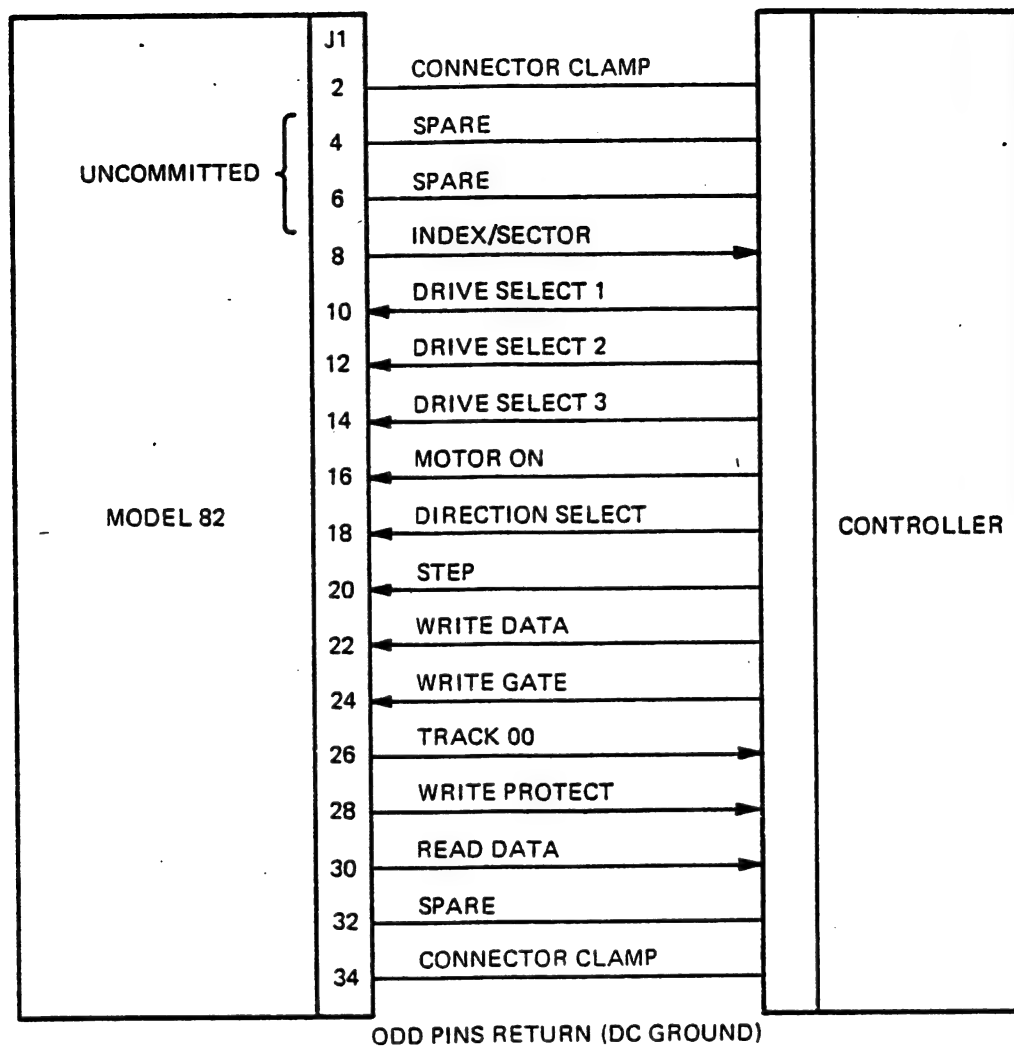 J1
CONNECTOR CLAMP
2
SPARE
4
UNCOMMITTED
SPARE
6
INDEX/SECTOR
8
DRIVE SELECT 1
10
DRIVE SELECT 2
12
DRIVE SELECT 3
14
MOTOR ON
16
MODEL 82
DIRECTION SELECT
18
CONTROLLER
STEP
20
WRITE DATA
22
WRITE GATE
24
TRACK 00
26
WRITE PROTECT
28
READ DATA
30
SPARE
32
CONNECTOR CLAMP
34
ODD PINS RETURN (DC GROUND)